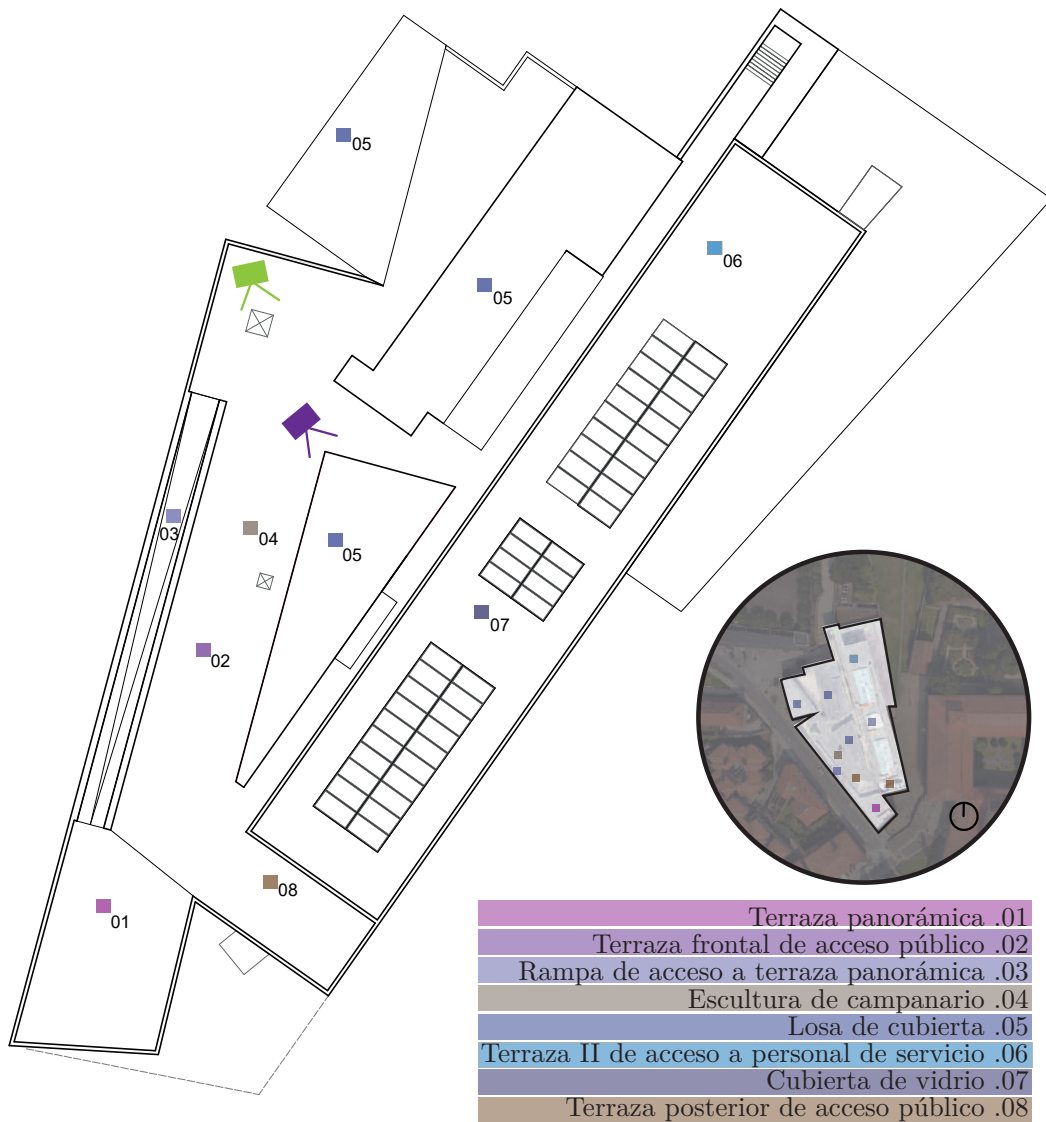 05
06
05
03
04
05
07
02
08
01
Terraza panorámica .01
Terraza frontal de acceso público .02
Rampa de acceso a terraza panorámica .03
Escultura de campanario .04
Losa de cubierta .05
Terraza II de acceso a personal de servicio .06
Cubierta de vidrio .07
Terraza posterior de acceso público .08